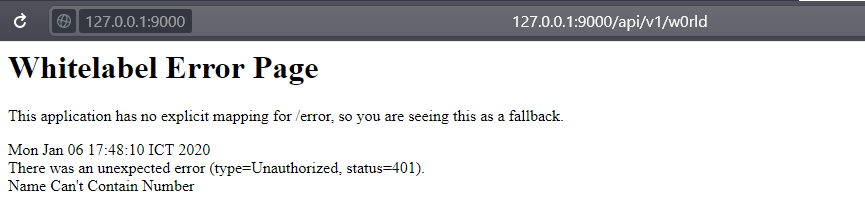 127.0.0.1:9000
127.0.0.1:9000/api/v1/w0rld
Whitelabel Error Page
This application has no explicit mapping for /error, so you are seeing this as a fallback.
Mon Jan 06 17:48:10 ICT 2020
There was an unexpected error (type=Unauthorized, status=401).
Name Can't Contain Number